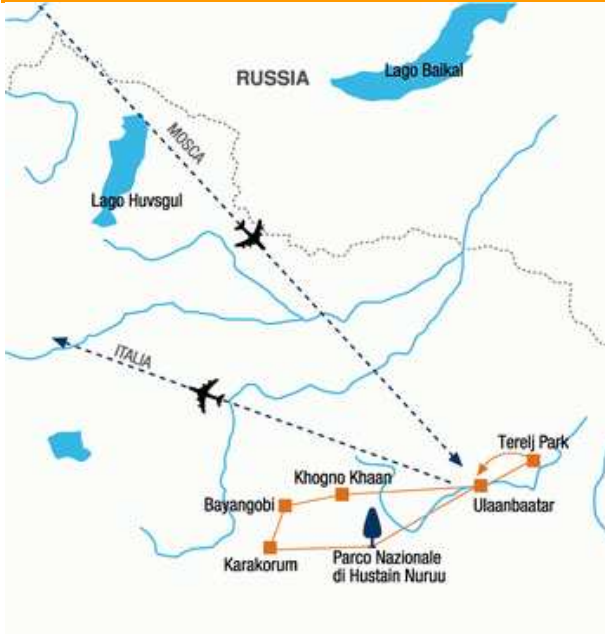 RUSSIA
Lago Baikal
MOSCA
Lago Huvsgul
ITALIA
Terelj Park
Khogno Khaan
Bayangobi
Ulaanbaatar
Karakorum
Parco Nazionale
di Hustain Nuruu